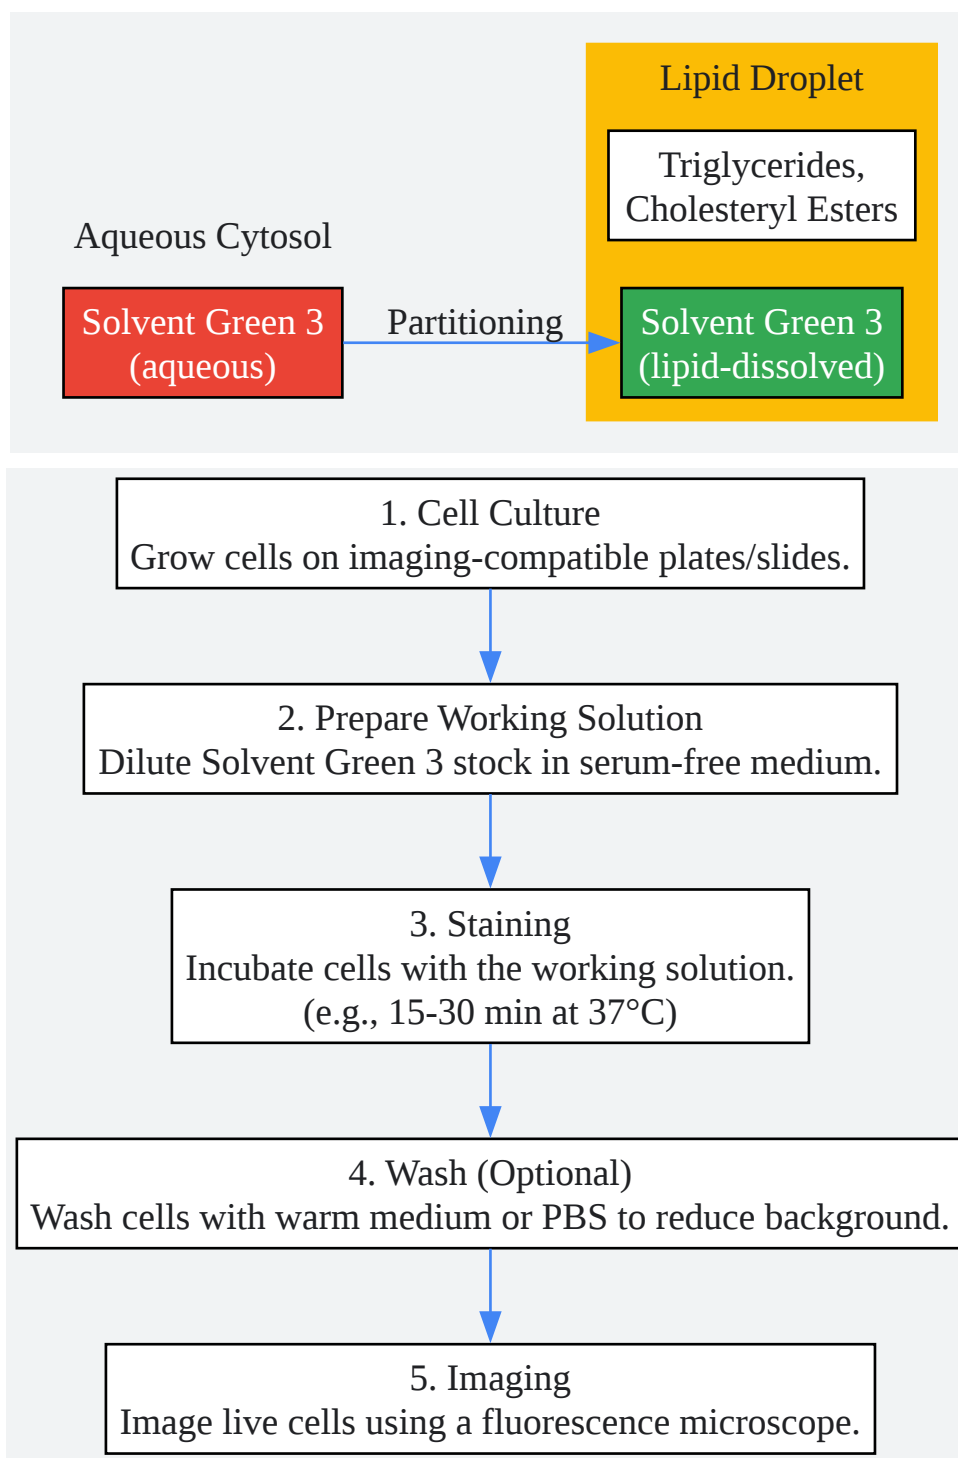 Lipid Droplet
Triglycerides,
Cholesteryl Esters
Aqueous Cytosol
Solvent Green 3
(aqueous)
Partitioning
Solvent Green 3
(lipid-dissolved)
1. Cell Culture
Grow cells on imaging-compatible plates/slides.
2. Prepare Working Solution
Dilute Solvent Green 3 stock in serum-free medium.
3. Staining
Incubate cells with the working solution.
(e.g., 15-30 min at 37°C)
4. Wash (Optional)
Wash cells with warm medium or PBS to reduce background.
5. Imaging
Image live cells using a fluorescence microscope.